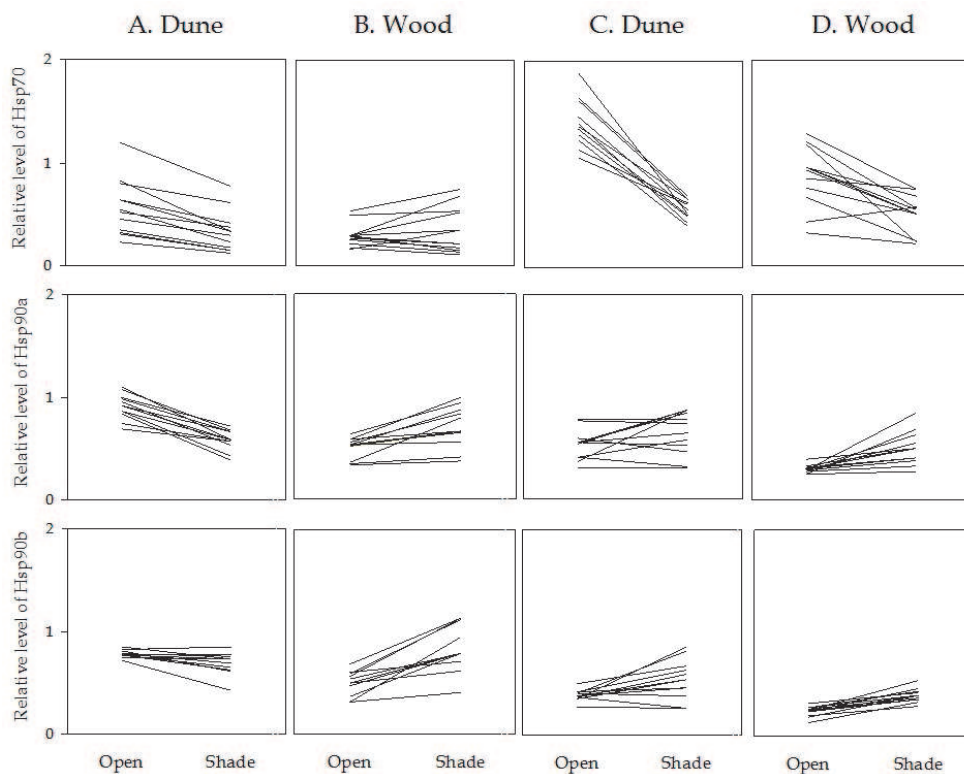 A. Dune B. Wood C. Dune D. Wood
Relative level of Hsp70
2
1
0
Relative level of Hsp90a
2
1
0
Relative level of Hsp90b
2
1
0
Open Shade Open Shade Open Shade Open Shade